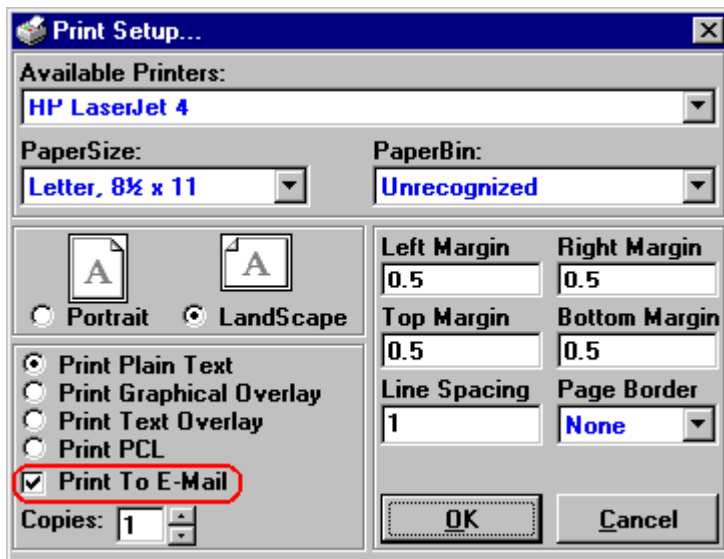 Print Setup...
Available Printers:
HP LaserJet 4
PaperSize: PaperBin:
Letter, 8½ x 11 Unrecognized
A A
Portrait LandScape
Left Margin Right Margin
0.5 0.5
Top Margin Bottom Margin
0.5 0.5
Line Spacing Page Border
1 None
Print Plain Text
Print Graphical Overlay
Print Text Overlay
Print PCL
Print To E-Mail
Copies: 1
OK Cancel